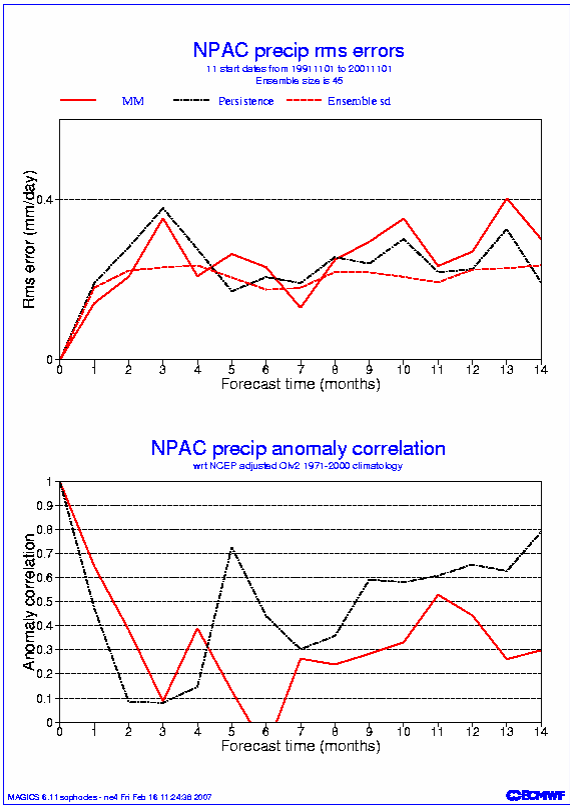 NPAC precip rms errors
11 start dates from 19911101 to 20011101
Ensemble size is 45
MM Persistence Ensemble sd
0.4
Rms error (mm/day)
0
0 1 2 3 4 5 6 7 8 9 10 11 12 13 14
Forecast time (months)
NPAC precip anomaly correlation
wrt NCEP adjusted OIv2 1971-2000 climatology
1
0.9
0.8
0.7
0.6
0.5
0.4
0.3
0.2
0.1
0
Anomaly correlation
0 1 2 3 4 5 6 7 8 9 10 11 12 13 14
Forecast time (months)
MAGICS 6.11 sophocles - ne4 Fri Feb 16 11:24:38 2007
ECMWF